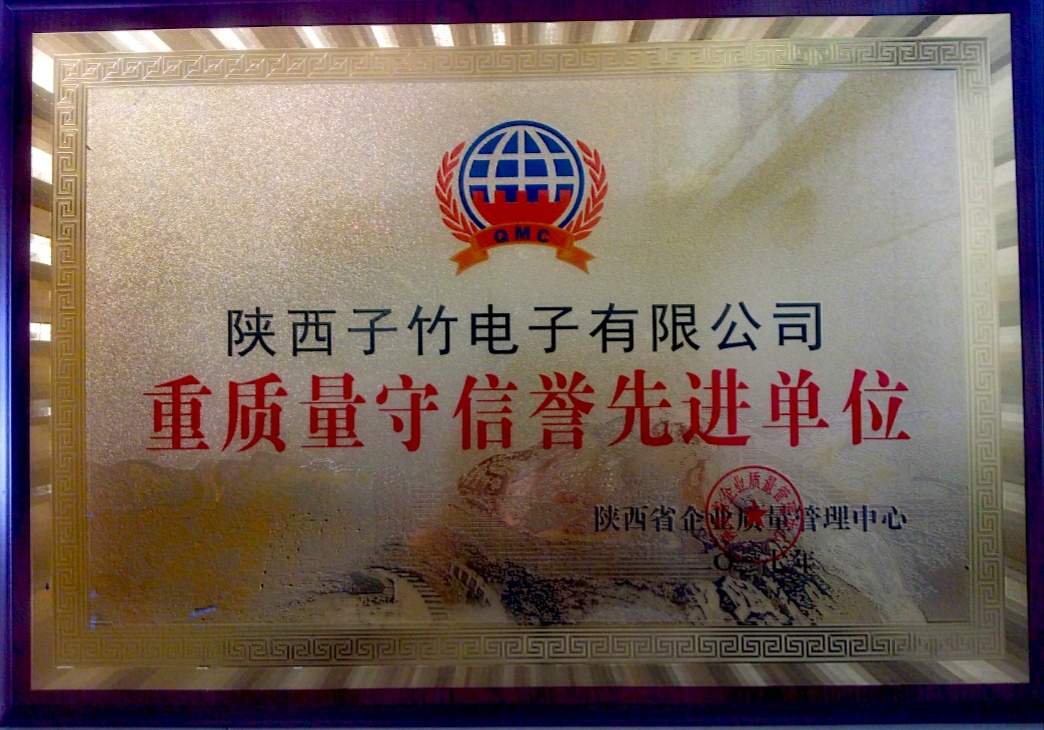 QMC
陕西子竹电子有限公司
重质量守信誉先进单位
陕西省企业质量管理中心